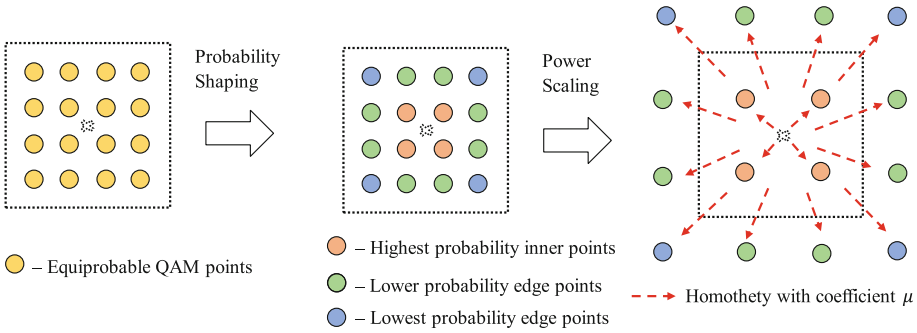 Probability
Shaping
Power
Scaling
– Equiprobable QAM points
– Highest probability inner points
– Lower probability edge points
– Lowest probability edge points
Homothety with coefficient μ